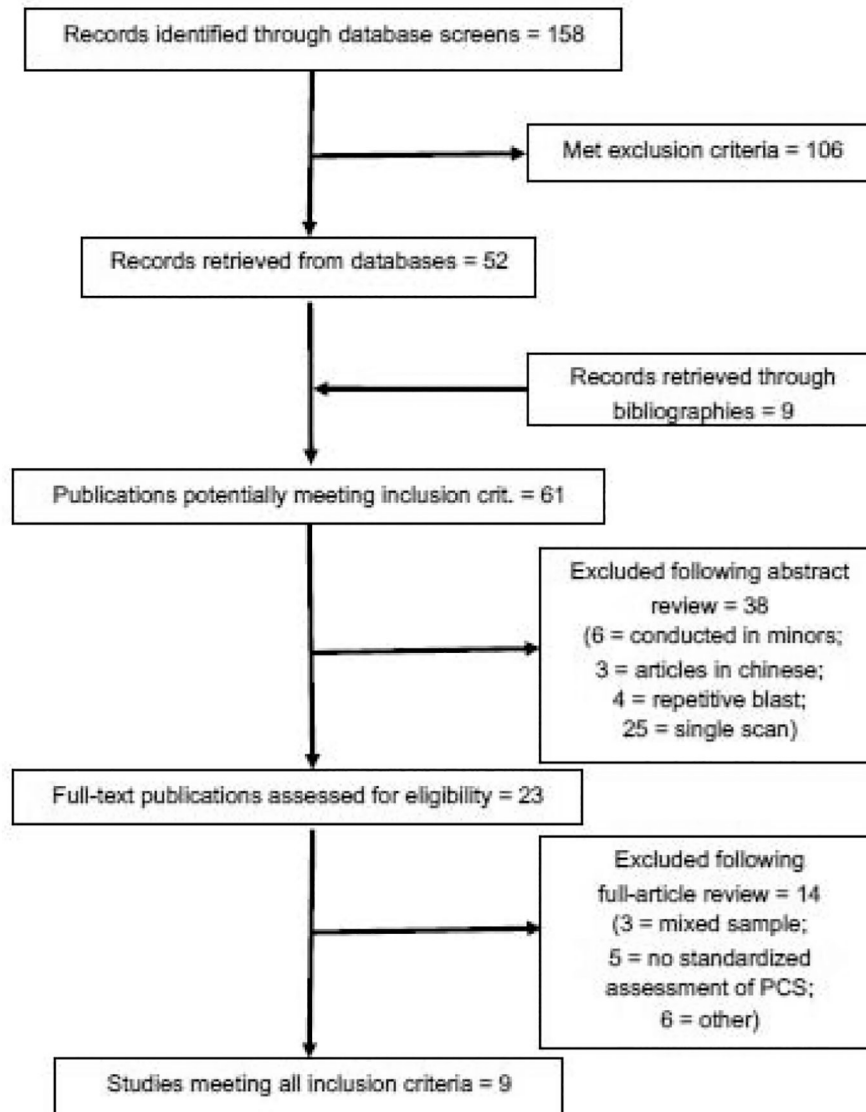 Records identified through database screens = 158
Met exclusion criteria = 106
Records retrieved from databases = 52
Records retrieved through
bibliographies = 9
Publications potentially meeting inclusion crit. = 61
Excluded following abstract
review = 38
(6 = conducted in minors;
3 = articles in chinese;
4 = repetitive blast;
25 = single scan)
Full-text publications assessed for eligibility = 23
Excluded following
full-article review = 14
(3 = mixed sample;
5 = no standardized
assessment of PCS;
6 = other)
Studies meeting all inclusion criteria = 9